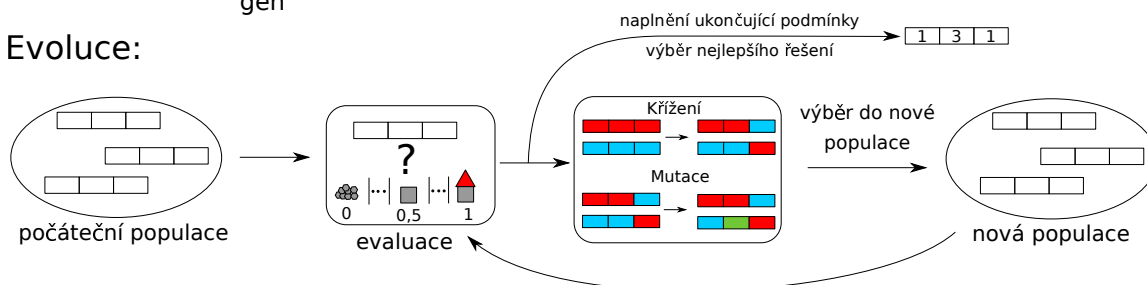 gen
Evoluce:
naplnění ukončující podmínky
výběr nejlepšího řešení
1 3 1
počáteční populace
?
... ...
0 0,5 1
evaluace
Křížení
Mutace
výběr do nové
populace
nová populace